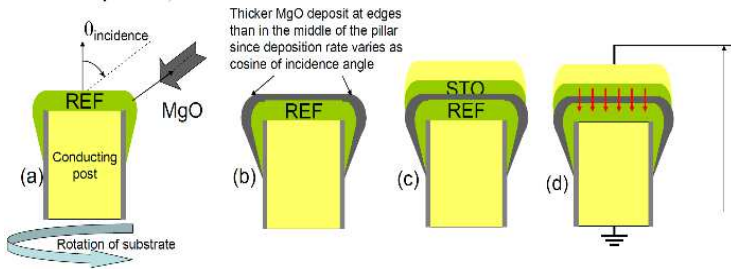 θincidence
REF
MgO
Conducting
post
(a)
Rotation of substrate
Thicker MgO deposit at edges
than in the middle of the pillar
since deposition rate varies as
cosine of incidence angle
REF
(b)
STO
REF
(c)
(d)